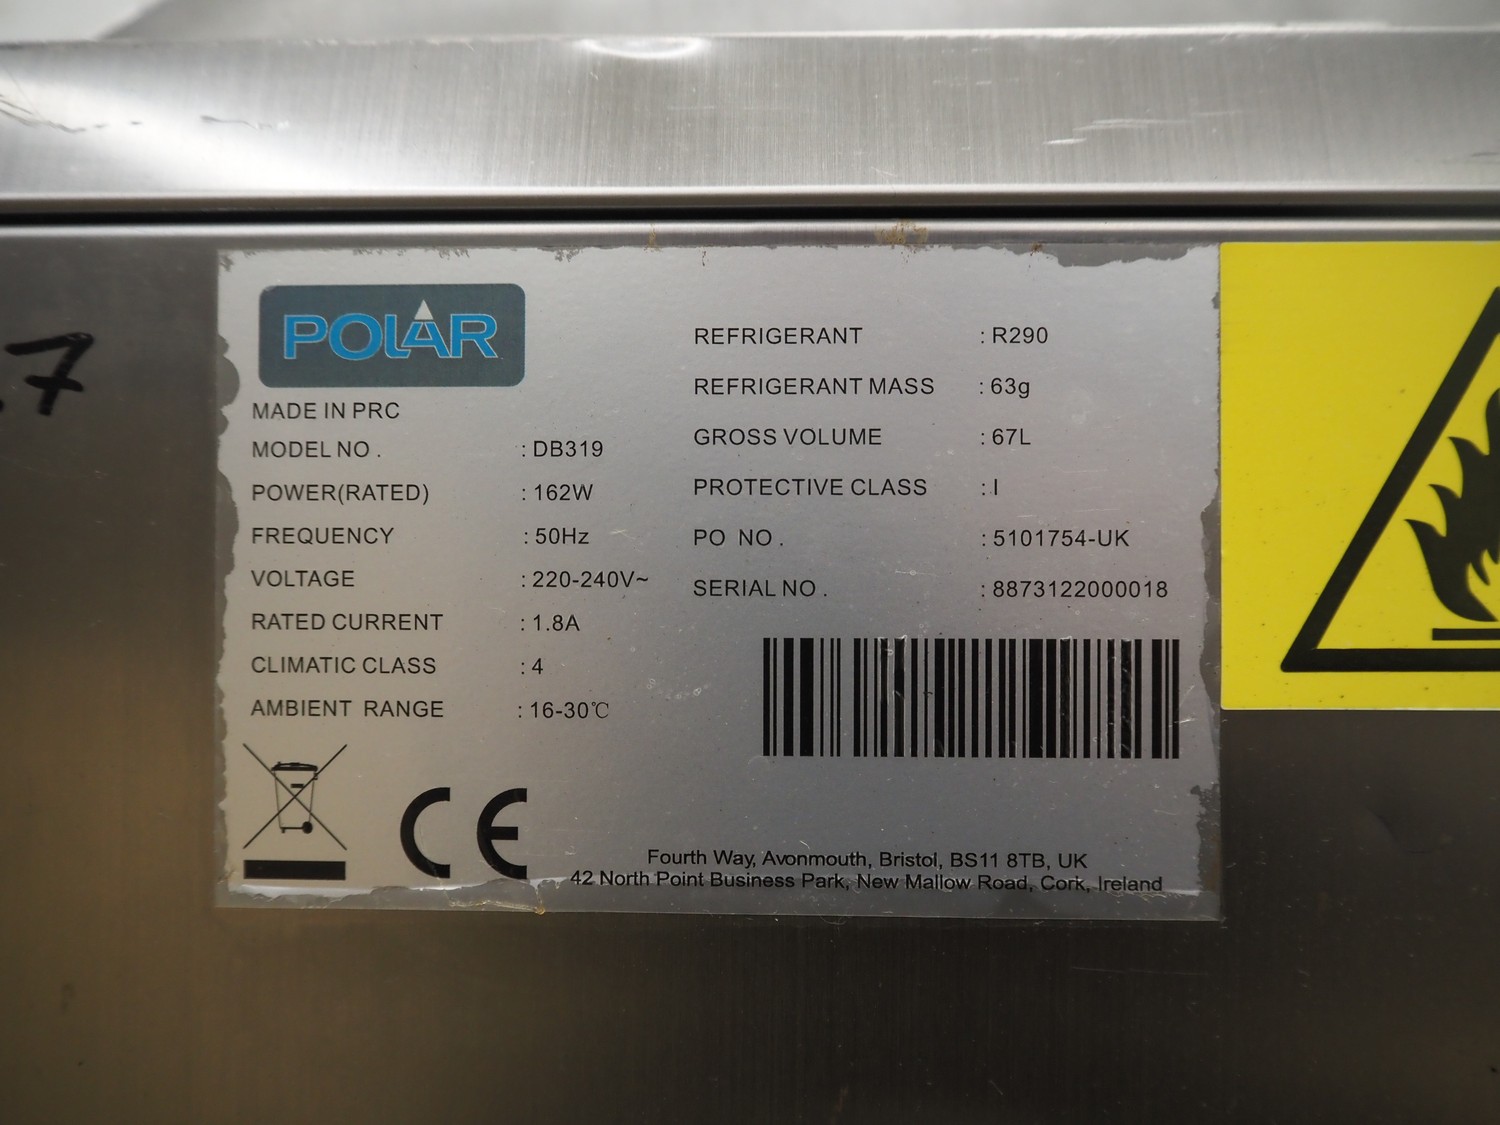 .7
POLAR
MADE IN PRC
MODEL NO . : DB319
POWER(RATED) : 162W
FREQUENCY : 50Hz
VOLTAGE : 220-240V~
RATED CURRENT : 1.8A
CLIMATIC CLASS : 4
AMBIENT RANGE : 16-30℃
REFRIGERANT : R290
REFRIGERANT MASS : 63g
GROSS VOLUME : 67L
PROTECTIVE CLASS : I
PO NO . : 5101754-UK
SERIAL NO . : 8873122000018
CE
Fourth Way, Avonmouth, Bristol, BS11 8TB, UK
42 North Point Business Park, New Mallow Road, Cork, Ireland